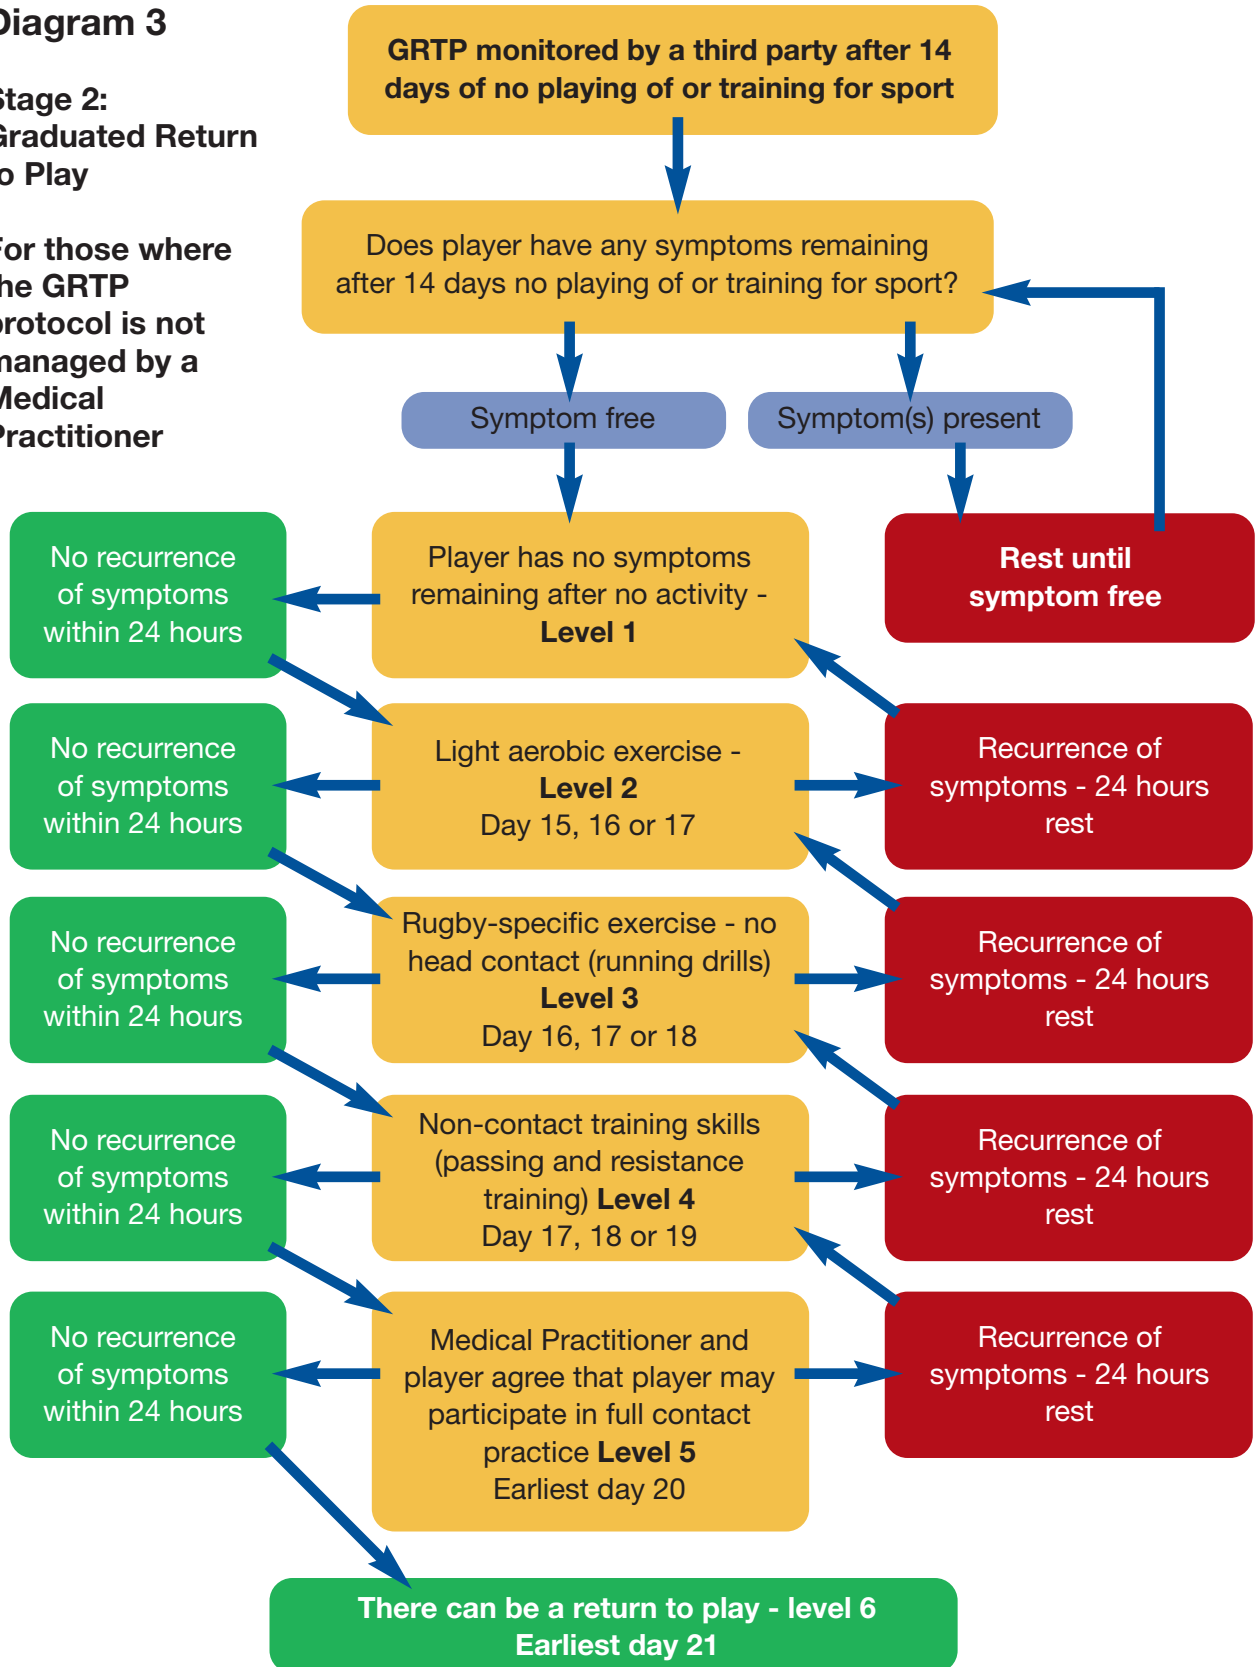 Diagram 3
Stage 2:
Graduated Return
to Play
For those where
the GRTP
protocol is not
managed by a
Medical
Practitioner
GRTP monitored by a third party after 14
days of no playing of or training for sport
Does player have any symptoms remaining
after 14 days no playing of or training for sport?
Symptom free
Symptom(s) present
No recurrence
of symptoms
within 24 hours
Player has no symptoms
remaining after no activity -
Level 1
Rest until
symptom free
No recurrence
of symptoms
within 24 hours
Light aerobic exercise -
Level 2
Day 15, 16 or 17
Recurrence of
symptoms - 24 hours
rest
No recurrence
of symptoms
within 24 hours
Rugby-specific exercise - no
head contact (running drills)
Level 3
Day 16, 17 or 18
Recurrence of
symptoms - 24 hours
rest
No recurrence
of symptoms
within 24 hours
Non-contact training skills
(passing and resistance
training) Level 4
Day 17, 18 or 19
Recurrence of
symptoms - 24 hours
rest
No recurrence
of symptoms
within 24 hours
Medical Practitioner and
player agree that player may
participate in full contact
practice Level 5
Earliest day 20
Recurrence of
symptoms - 24 hours
rest
There can be a return to play - level 6
Earliest day 21